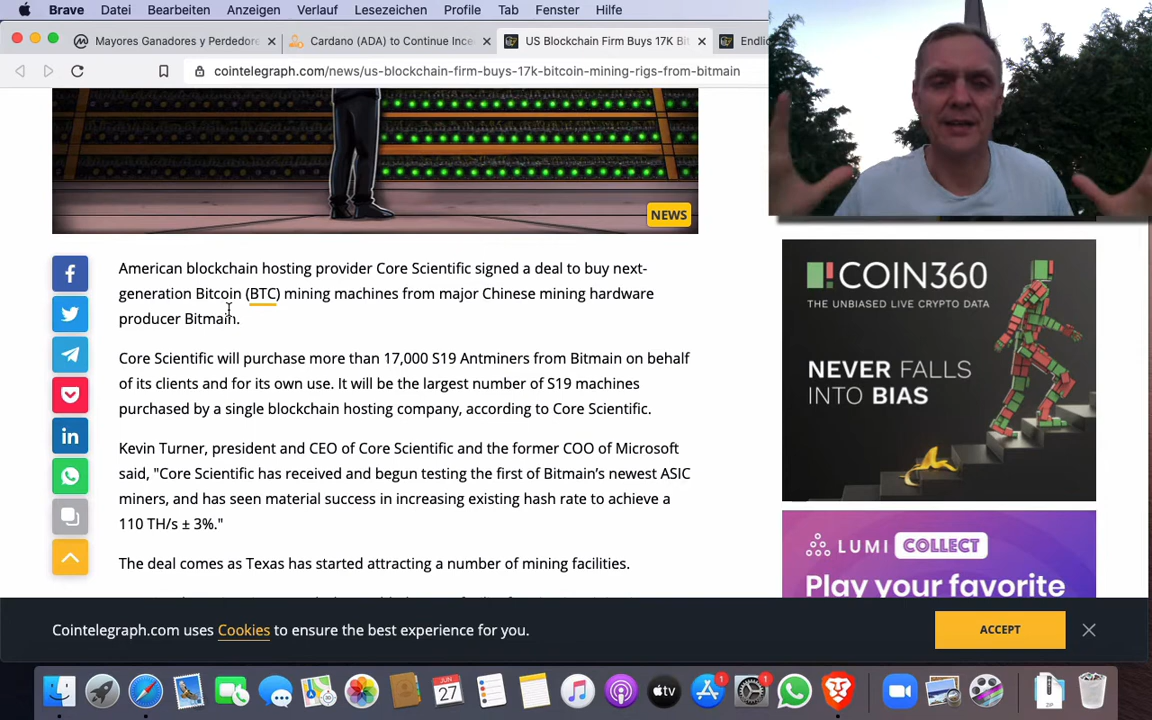 Brave Datei Bearbeiten Anzeigen Verlauf Lesezeichen Profile Tab Fenster Hilfe
Mayores Ganadores y Perdedore
Cardano (ADA) to Continue Ince
US Blockchain Firm Buys 17K Bi
Endlic
cointelegraph.com/news/us-blockchain-firm-buys-17k-bitcoin-mining-rigs-from-bitmain
NEWS
American blockchain hosting provider Core Scientific signed a deal to buy next-
generation Bitcoin (BTC) mining machines from major Chinese mining hardware
producer Bitmain.
Core Scientific will purchase more than 17,000 S19 Antminers from Bitmain on behalf
of its clients and for its own use. It will be the largest number of S19 machines
purchased by a single blockchain hosting company, according to Core Scientific.
Kevin Turner, president and CEO of Core Scientific and the former COO of Microsoft
said, "Core Scientific has received and begun testing the first of Bitmain’s newest ASIC
miners, and has seen material success in increasing existing hash rate to achieve a
110 TH/s ± 3%."
The deal comes as Texas has started attracting a number of mining facilities.
COIN360
THE UNBIASED LIVE CRYPTO DATA
NEVER FALLS
INTO BIAS
LUMI COLLECT
Play your favorite
Cointelegraph.com uses Cookies to ensure the best experience for you.
ACCEPT
JUN
27
1
1
ZIP